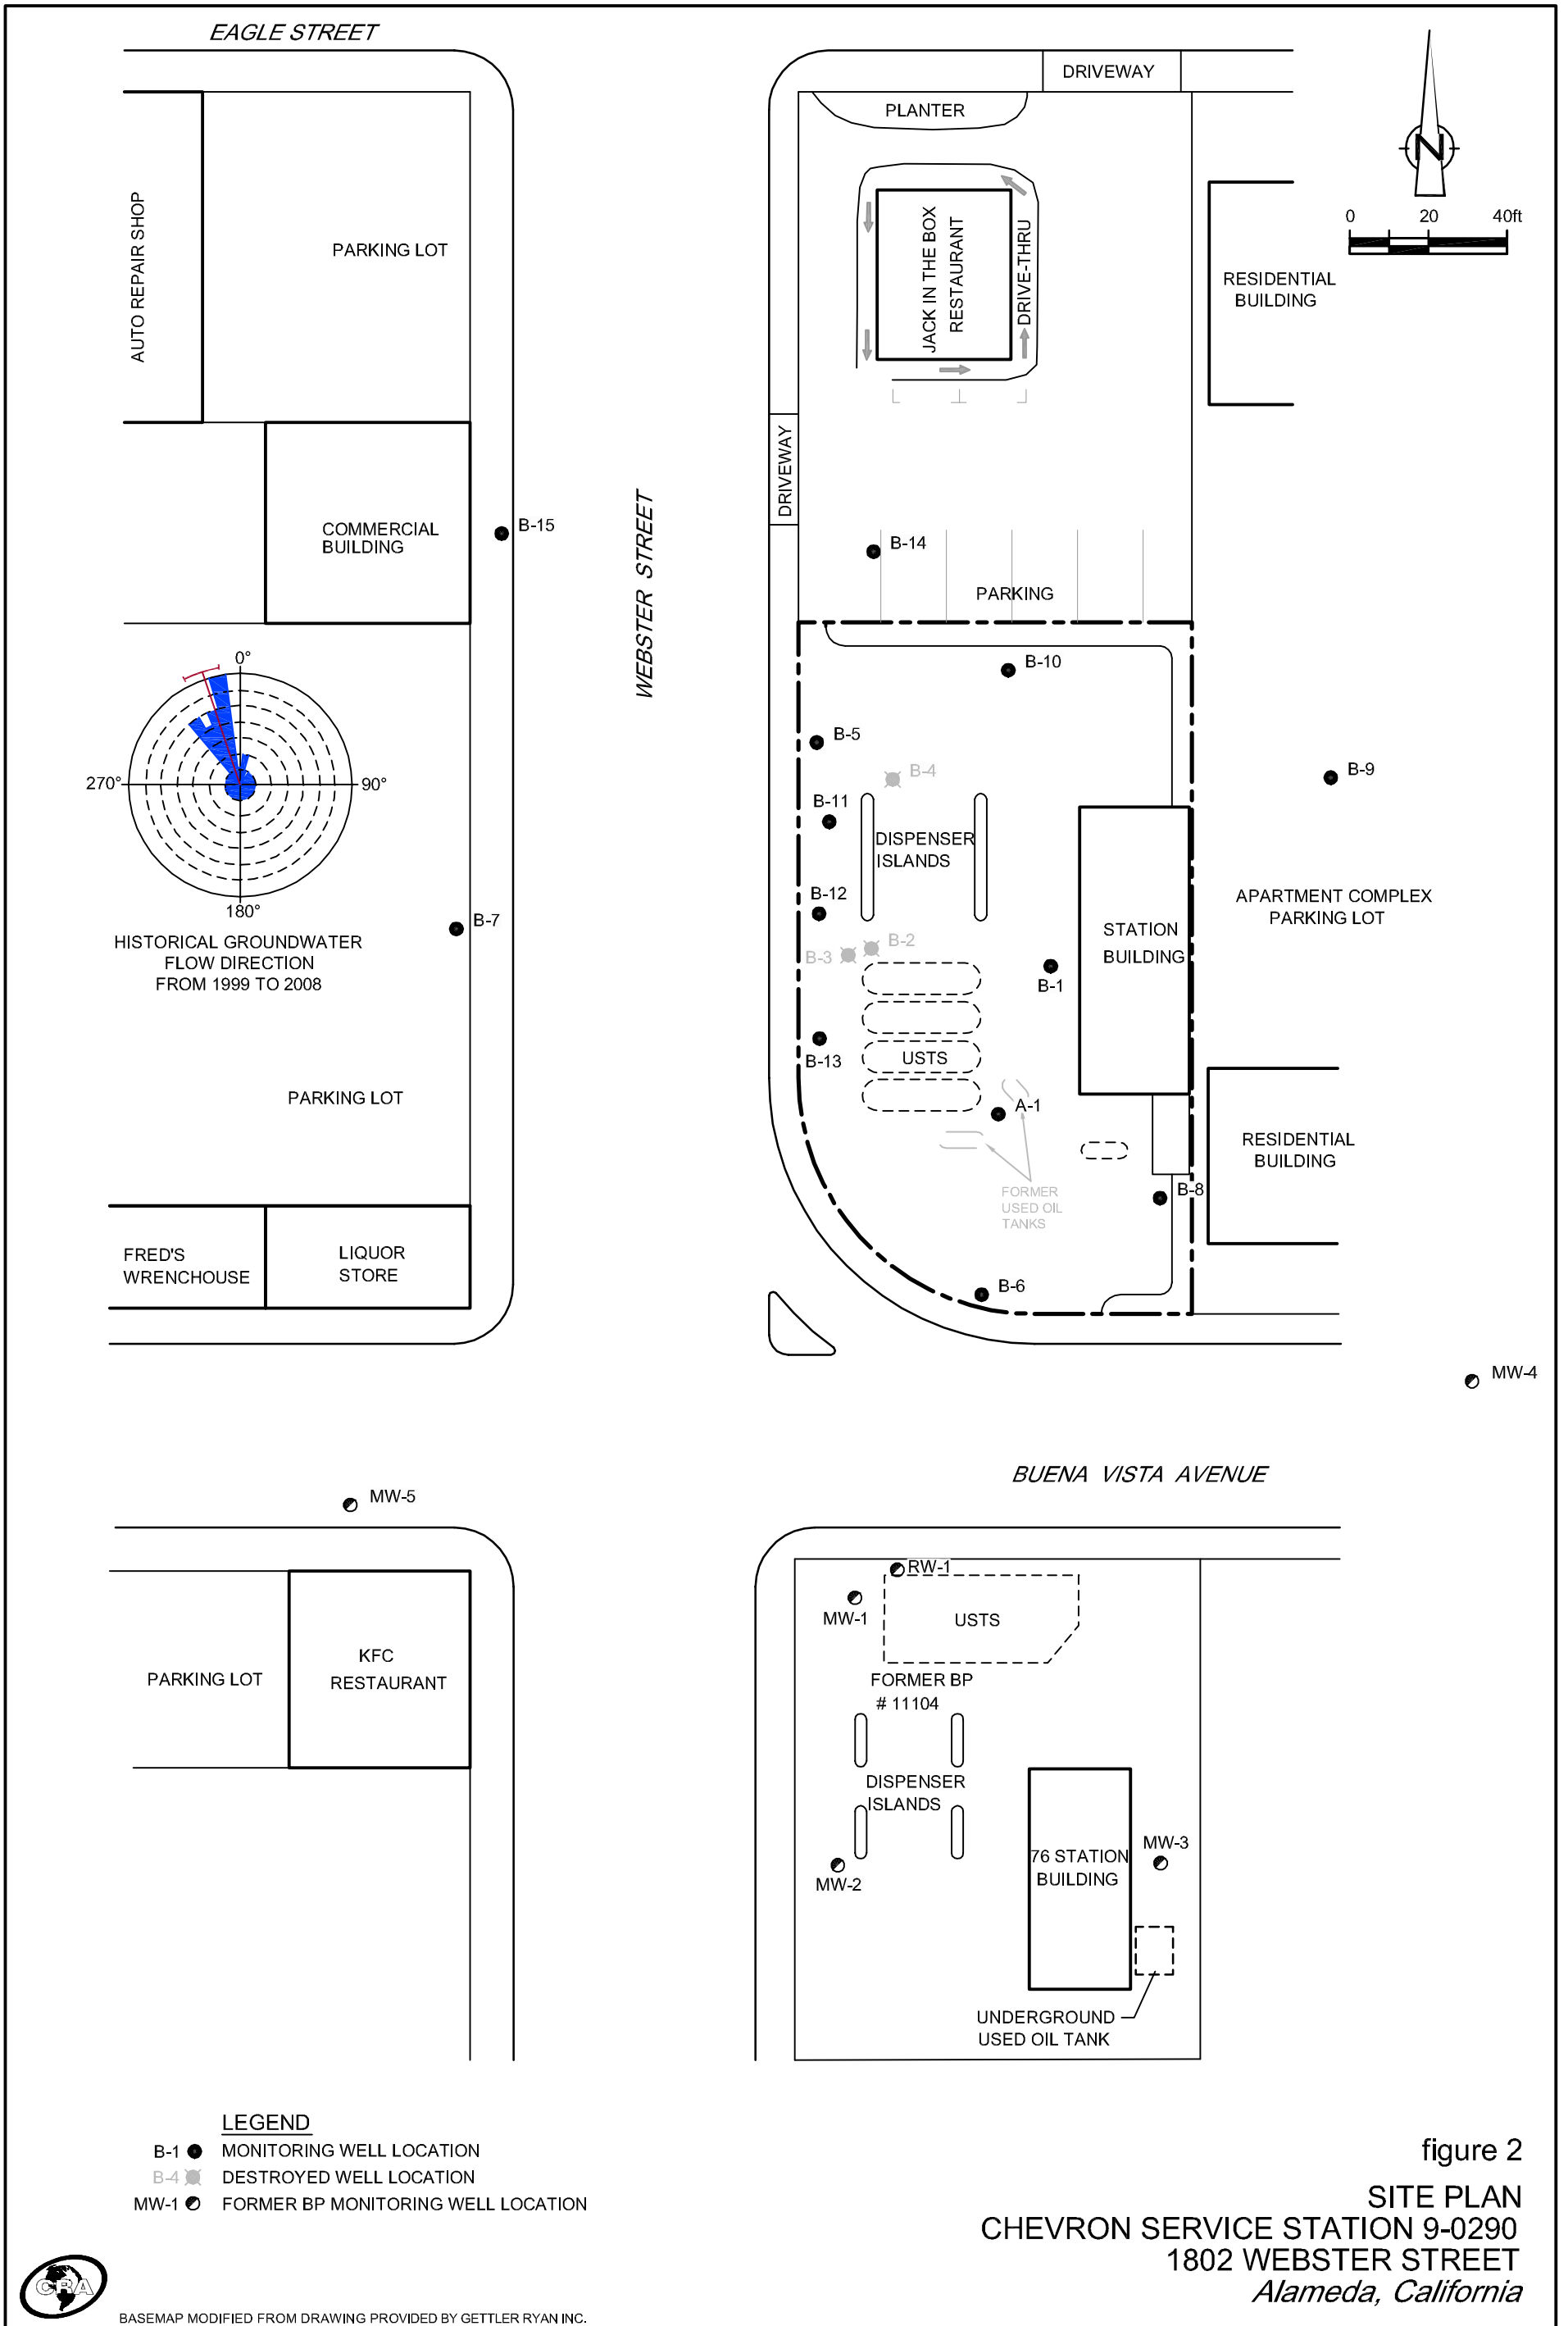 EAGLE STREET
DRIVEWAY
PLANTER
N
0 20 40ft
AUTO REPAIR SHOP
PARKING LOT
JACK IN THE BOX
RESTAURANT
DRIVE-THRU
RESIDENTIAL
BUILDING
DRIVEWAY
COMMERCIAL
BUILDING
B-15
WEBSTER STREET
B-14
PARKING
0°
90°
180°
270°
HISTORICAL GROUNDWATER
FLOW DIRECTION
FROM 1999 TO 2008
B-10
B-5
B-4
B-9
B-11
DISPENSER
ISLANDS
B-12
B-7
B-2
B-3
STATION
BUILDING
APARTMENT COMPLEX
PARKING LOT
B-1
B-13
USTS
PARKING LOT
A-1
RESIDENTIAL
BUILDING
FORMER
USED OIL
TANKS
B-8
FRED'S
WRENCHOUSE
LIQUOR
STORE
B-6
MW-4
BUENA VISTA AVENUE
MW-5
RW-1
MW-1
USTS
PARKING LOT
KFC
RESTAURANT
FORMER BP
# 11104
DISPENSER
ISLANDS
MW-2
76 STATION
BUILDING
MW-3
UNDERGROUND
USED OIL TANK
LEGEND
B-1 MONITORING WELL LOCATION
B-4 DESTROYED WELL LOCATION
MW-1 FORMER BP MONITORING WELL LOCATION
figure 2
SITE PLAN
CHEVRON SERVICE STATION 9-0290
1802 WEBSTER STREET
Alameda, California
CRA
BASEMAP MODIFIED FROM DRAWING PROVIDED BY GETTLER RYAN INC.